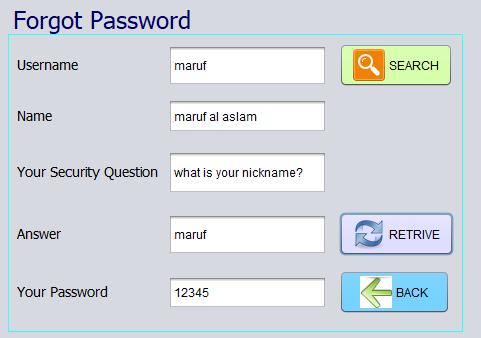 Forgot Password
Username maruf SEARCH
Name maruf al aslam
Your Security Question what is your nickname?
Answer maruf RETRIVE
Your Password 12345 BACK